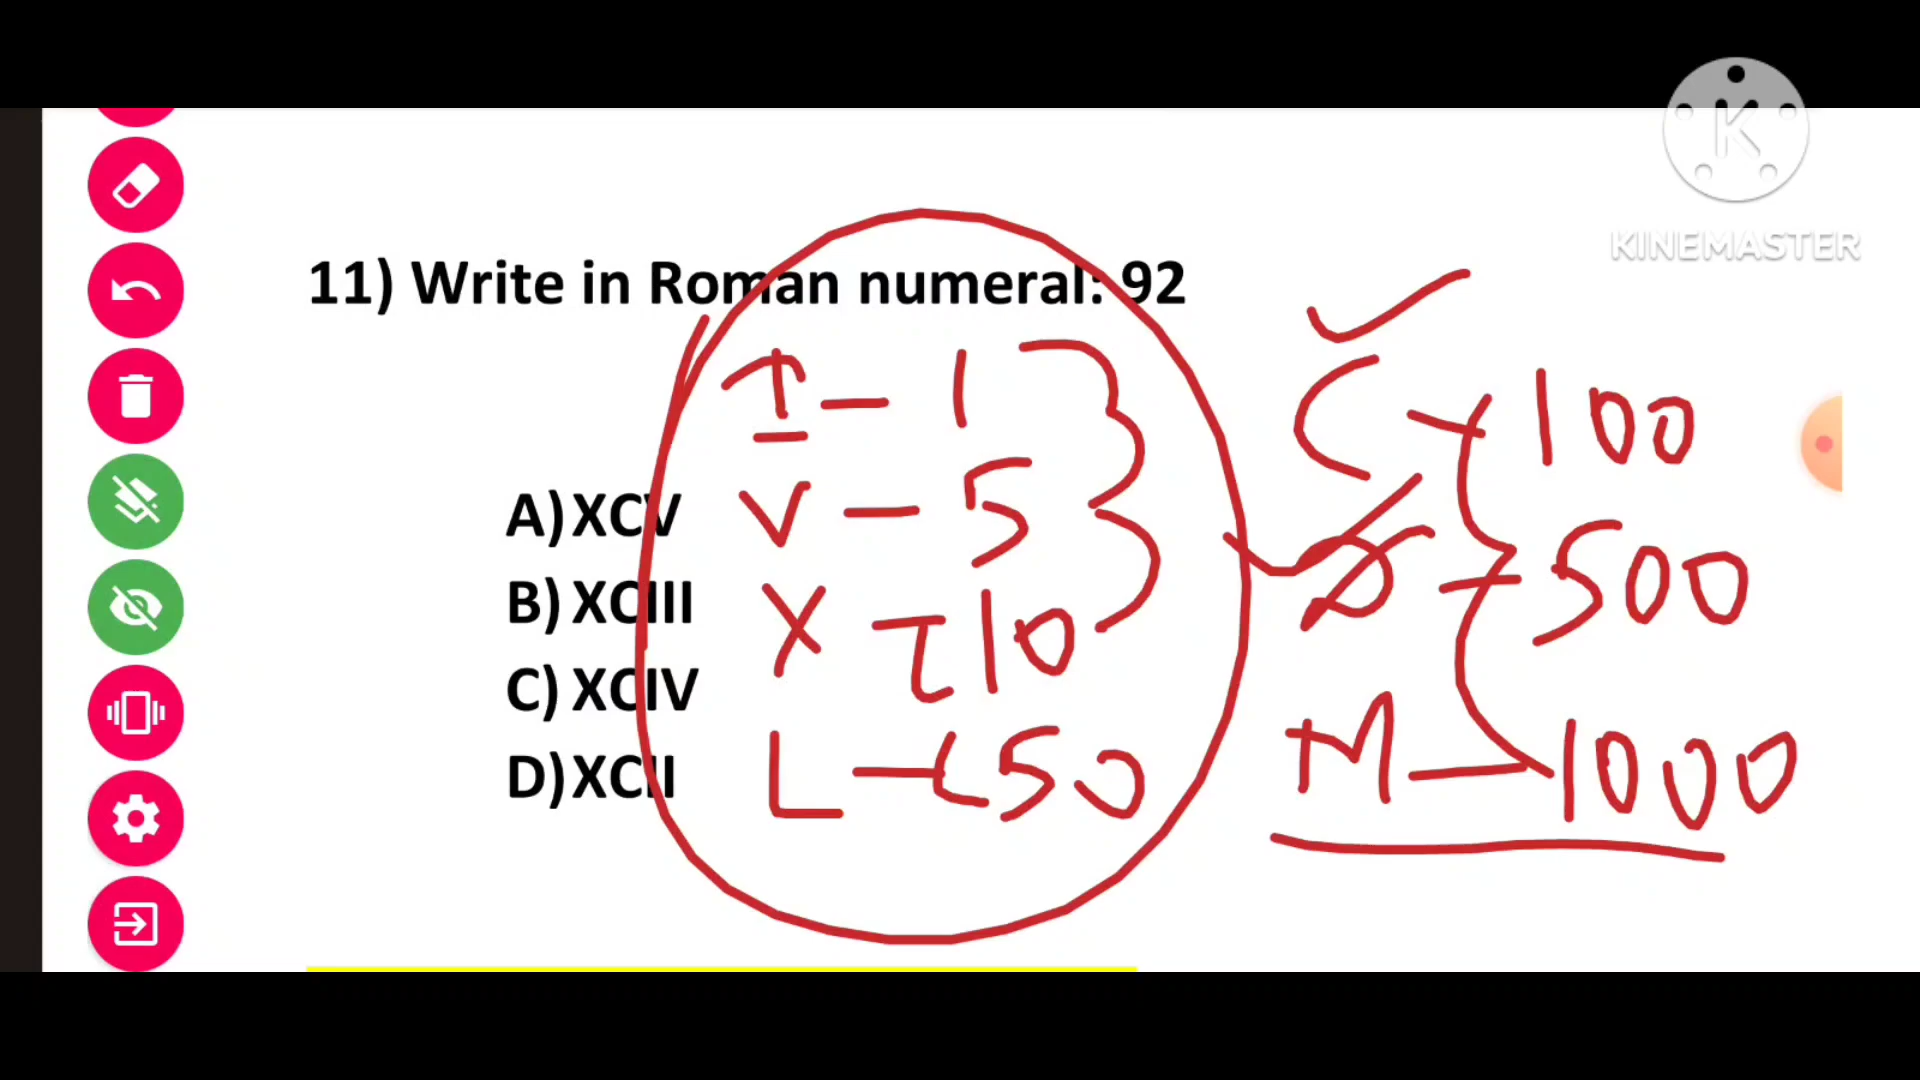 KINEMASTER
11) Write in Roman numeral: 92
I - 1
C - 100
A) XCV
V - 5
D - 500
B) XCIII
X - 10
C) XCIV
M - 1000
D) XCII
L - 50